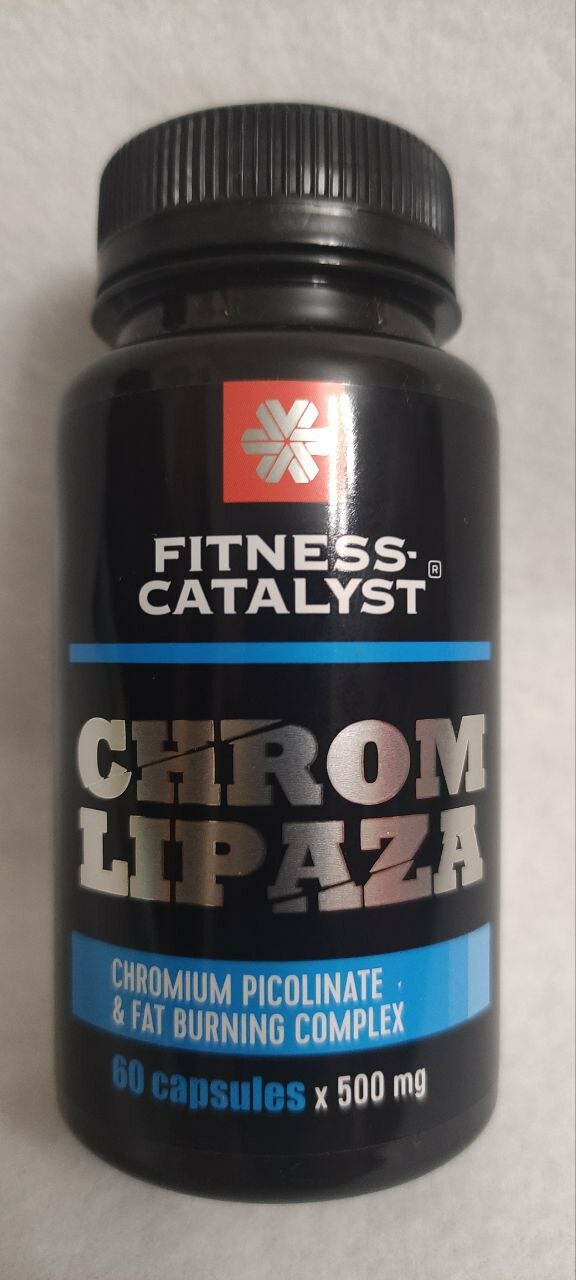 FITNESS-
CATALYST®
CHROM
LIPAZA
CHROMIUM PICOLINATE
& FAT BURNING COMPLEX
60 capsules x 500 mg